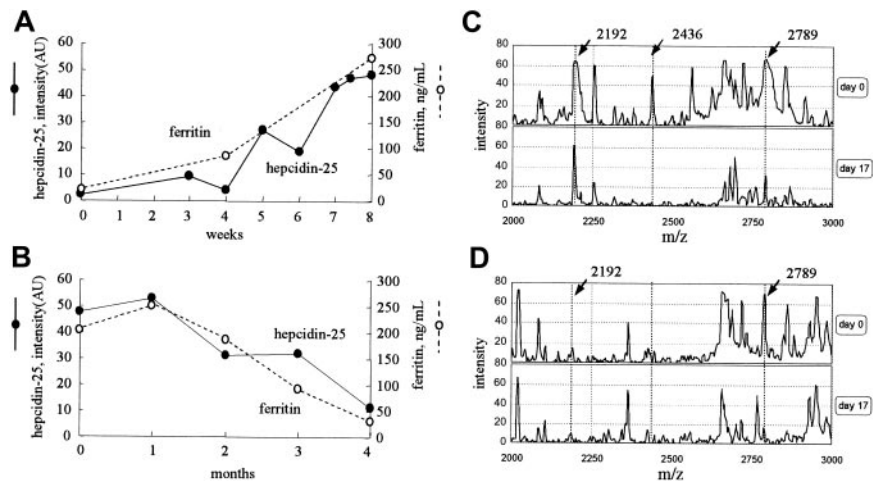 A
hepcidin-25, intensity(AU)
60
50
40
30
20
10
0
ferritin
hepcidin-25
300
250
200
150
100
50
0
ferritin, ng/mL
0 1 2 3 4 5 6 7 8
weeks
B
hepcidin-25, intensity(AU)
60
50
40
30
20
10
0
hepcidin-25
ferritin
300
250
200
150
100
50
0
ferritin, ng/mL
0 1 2 3 4
months
C
2192 2436 2789
80
60
40
20
0
day 0
intensity
60
40
20
0
day 17
2000 2250 2500 2750 3000
m/z
D
2192 2789
80
60
40
20
0
day 0
intensity
80
60
40
20
0
day 17
2000 2250 2500 2750 3000
m/z